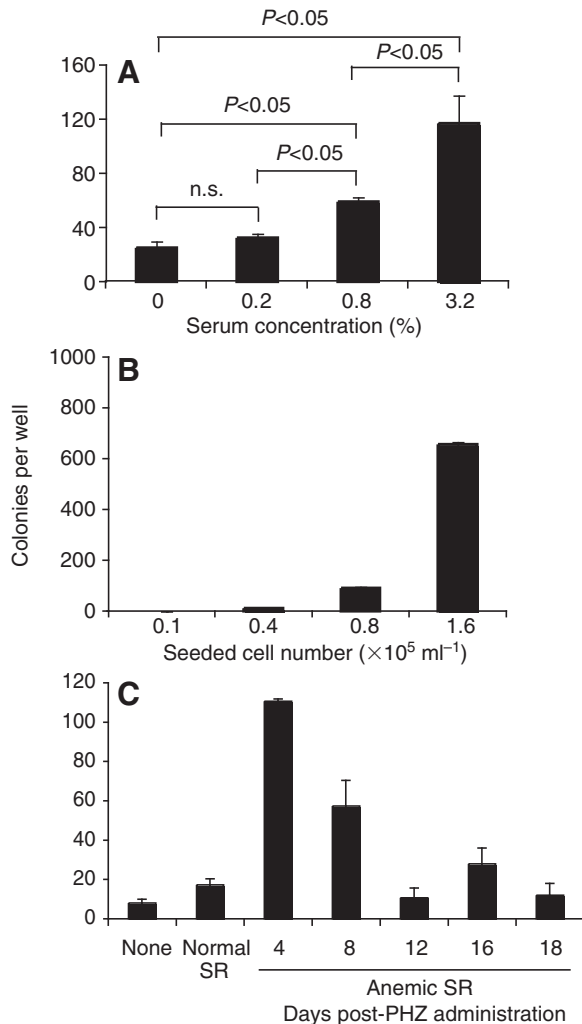 P<0.05
P<0.05
P<0.05
P<0.05
n.s.
A
160
120
80
40
0
0 0.2 0.8 3.2
Serum concentration (%)
Colonies per well
B
1000
800
600
400
200
0
0.1 0.4 0.8 1.6
Seeded cell number (×10⁵ ml⁻¹)
C
120
100
80
60
40
20
0
None Normal SR 4 8 12 16 18
Anemic SR
Days post-PHZ administration